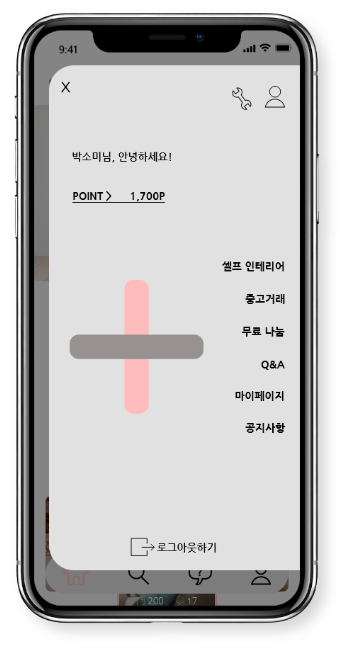 9:41
X
박소미님, 안녕하세요!
POINT > 1,700P
셀프 인테리어
중고거래
무료 나눔
Q&A
마이페이지
공지사항
로그아웃하기
200 17